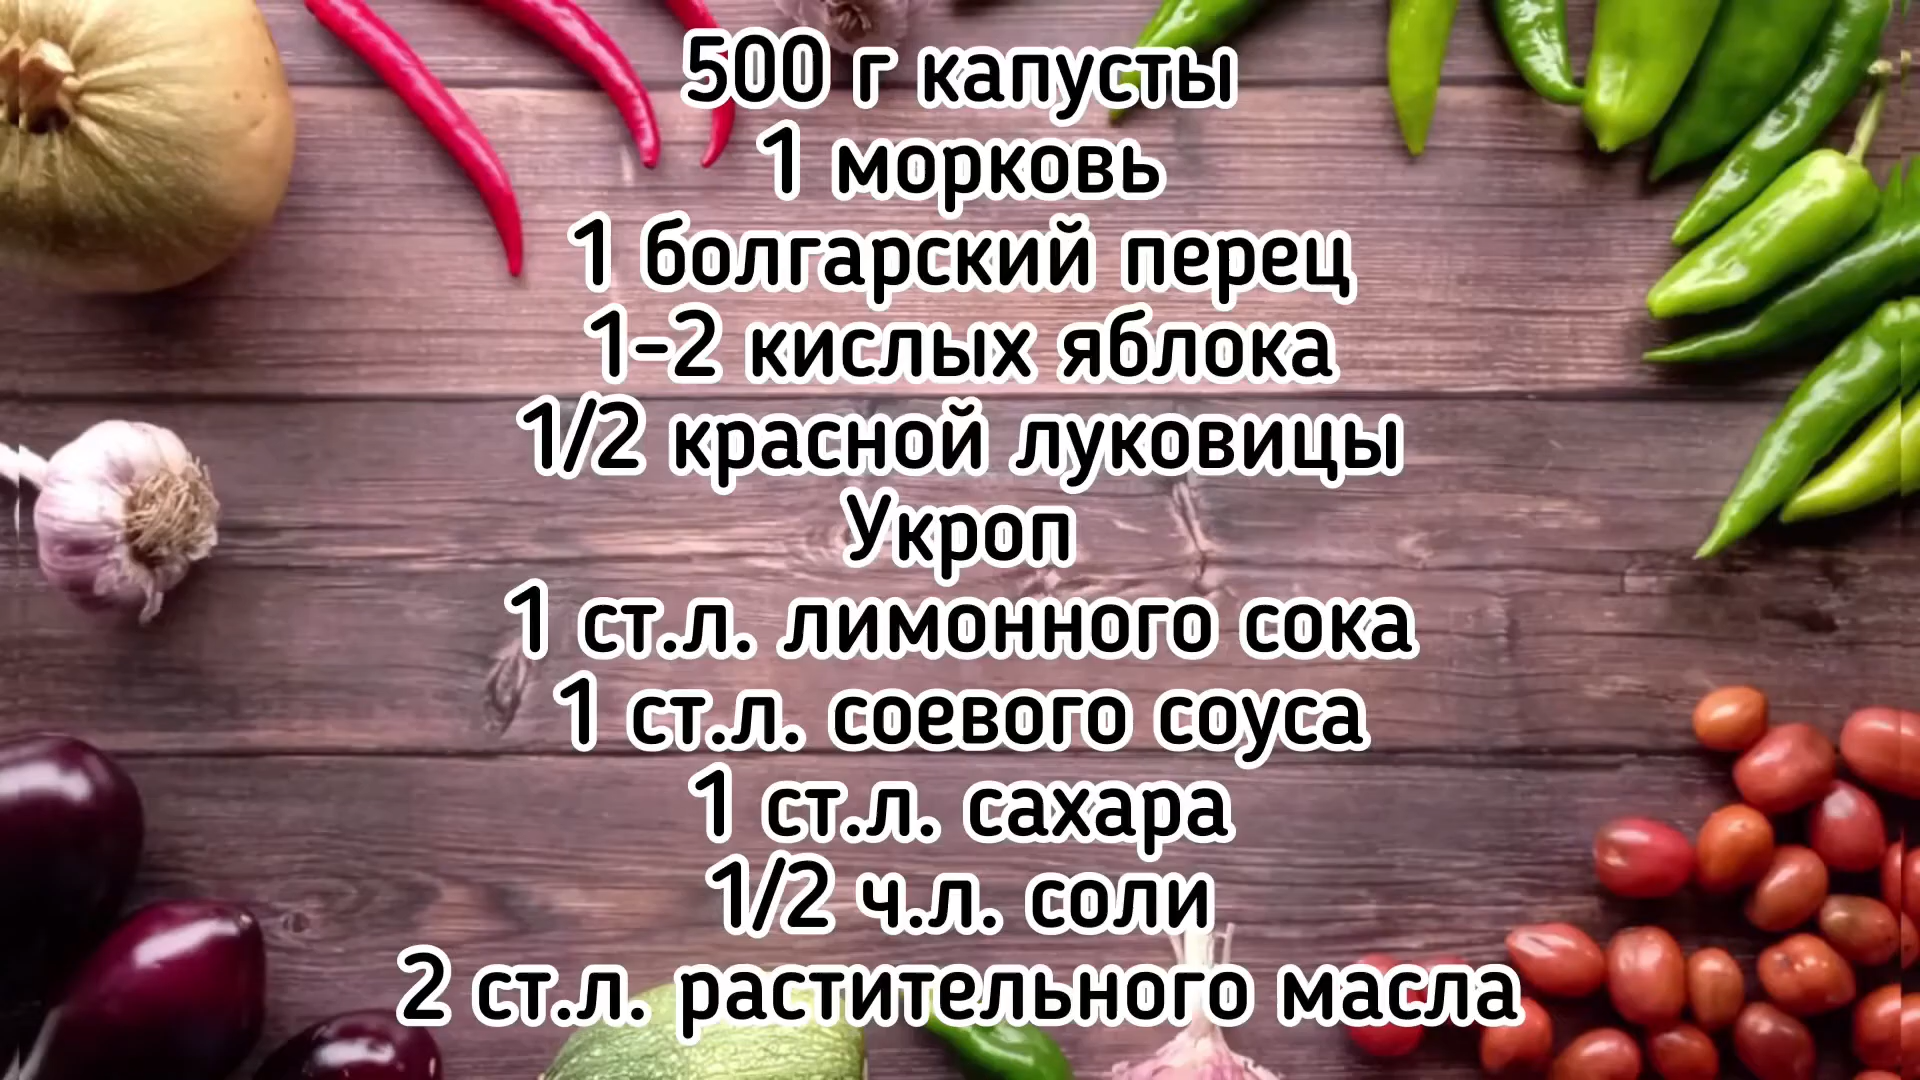 500 г капусты
1 морковь
1 болгарский перец
1-2 кислых яблока
1/2 красной луковицы
Укроп
1 ст.л. лимонного сока
1 ст.л. соевого соуса
1 ст.л. сахара
1/2 ч.л. соли
2 ст.л. растительного масла